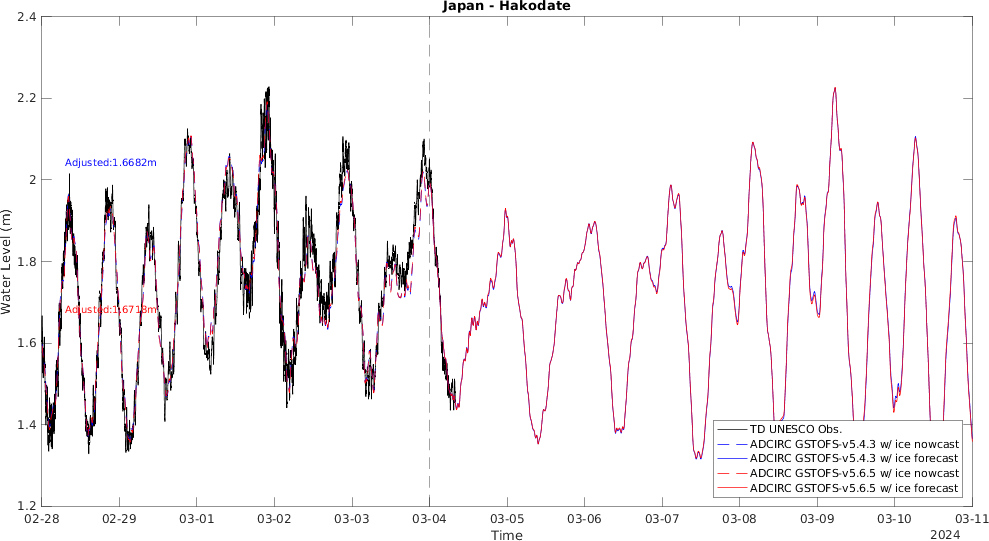 Japan - Hakodate
2.4
2.2
2
1.8
1.6
1.4
1.2
Water Level (m)
Adjusted:1.6682m
Adjusted:1.6718m
TD UNESCO Obs.
ADCIRC GSTOFS-v5.4.3 w/ ice nowcast
ADCIRC GSTOFS-v5.4.3 w/ ice forecast
ADCIRC GSTOFS-v5.6.5 w/ ice nowcast
ADCIRC GSTOFS-v5.6.5 w/ ice forecast
02-28 02-29 03-01 03-02 03-03 03-04 03-05 03-06 03-07 03-08 03-09 03-10 03-11
Time
2024